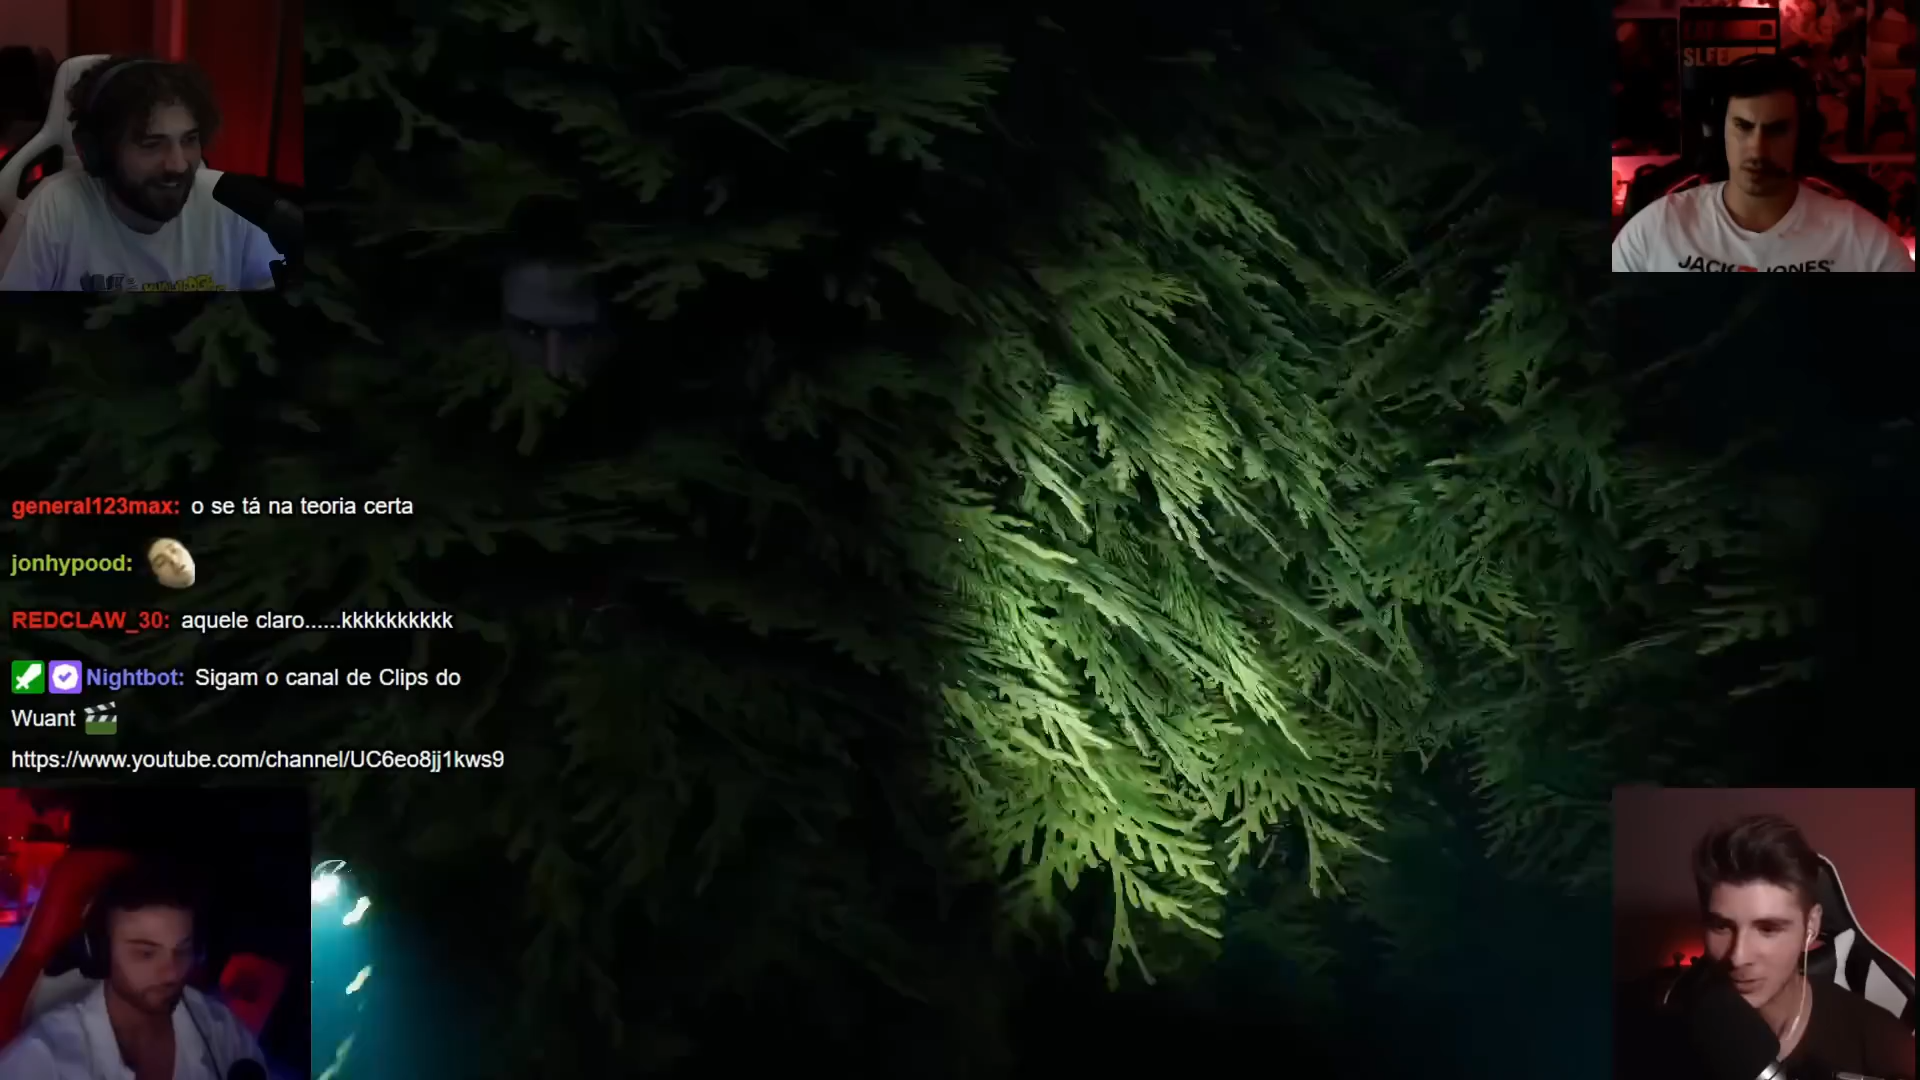 SLEE
JACK JONES
general123max: o se tá na teoria certa
jonhypood:
REDCLAW_30: aquele claro......kkkkkkkkkk
Nightbot: Sigam o canal de Clips do
Wuant
https://www.youtube.com/channel/UC6eo8jj1kws9